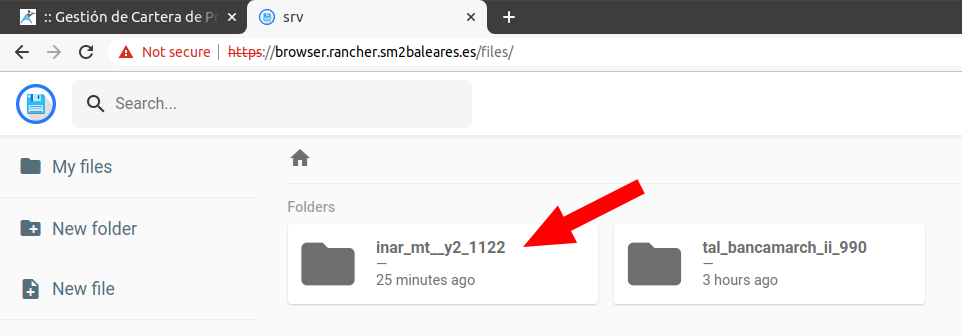 :: Gestión de Cartera de Pr
srv
Not secure https://browser.rancher.sm2baleares.es/files/
Search...
My files
New folder
New file
Folders
inar_mt__y2_1122
—
25 minutes ago
tal_bancamarch_ii_990
—
3 hours ago